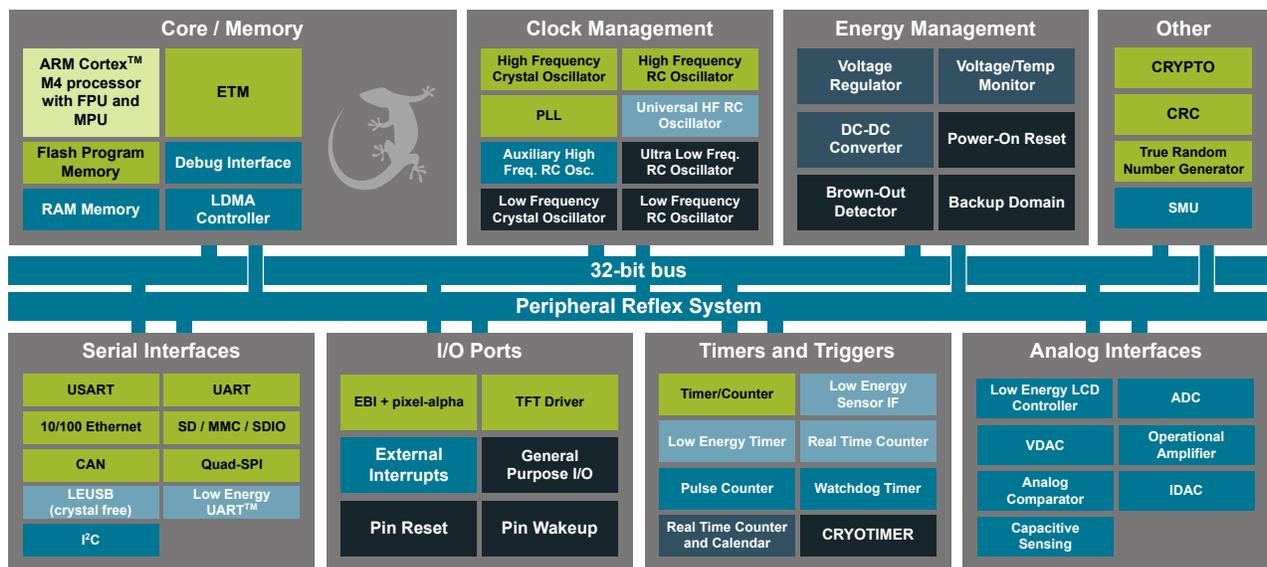 Core / Memory
ARM Cortex™
M4 processor
with FPU and
MPU
ETM
Flash Program
Memory
Debug Interface
RAM Memory
LDMA
Controller
Clock Management
High Frequency
Crystal Oscillator
High Frequency
RC Oscillator
PLL
Universal HF RC
Oscillator
Auxiliary High
Freq. RC Osc.
Ultra Low Freq.
RC Oscillator
Low Frequency
Crystal Oscillator
Low Frequency
RC Oscillator
Energy Management
Voltage
Regulator
Voltage/Temp
Monitor
DC-DC
Converter
Power-On Reset
Brown-Out
Detector
Backup Domain
Other
CRYPTO
CRC
True Random
Number Generator
SMU
32-bit bus
Peripheral Reflex System
Serial Interfaces
USART
UART
10/100 Ethernet
SD / MMC / SDIO
CAN
Quad-SPI
LEUSB
(crystal free)
Low Energy
UART™
I²C
I/O Ports
EBI + pixel-alpha
TFT Driver
External
Interrupts
General
Purpose I/O
Pin Reset
Pin Wakeup
Timers and Triggers
Timer/Counter
Low Energy
Sensor IF
Low Energy Timer
Real Time Counter
Pulse Counter
Watchdog Timer
Real Time Counter
and Calendar
CRYOTIMER
Analog Interfaces
Low Energy LCD
Controller
ADC
VDAC
Operational
Amplifier
Analog
Comparator
IDAC
Capacitive
Sensing